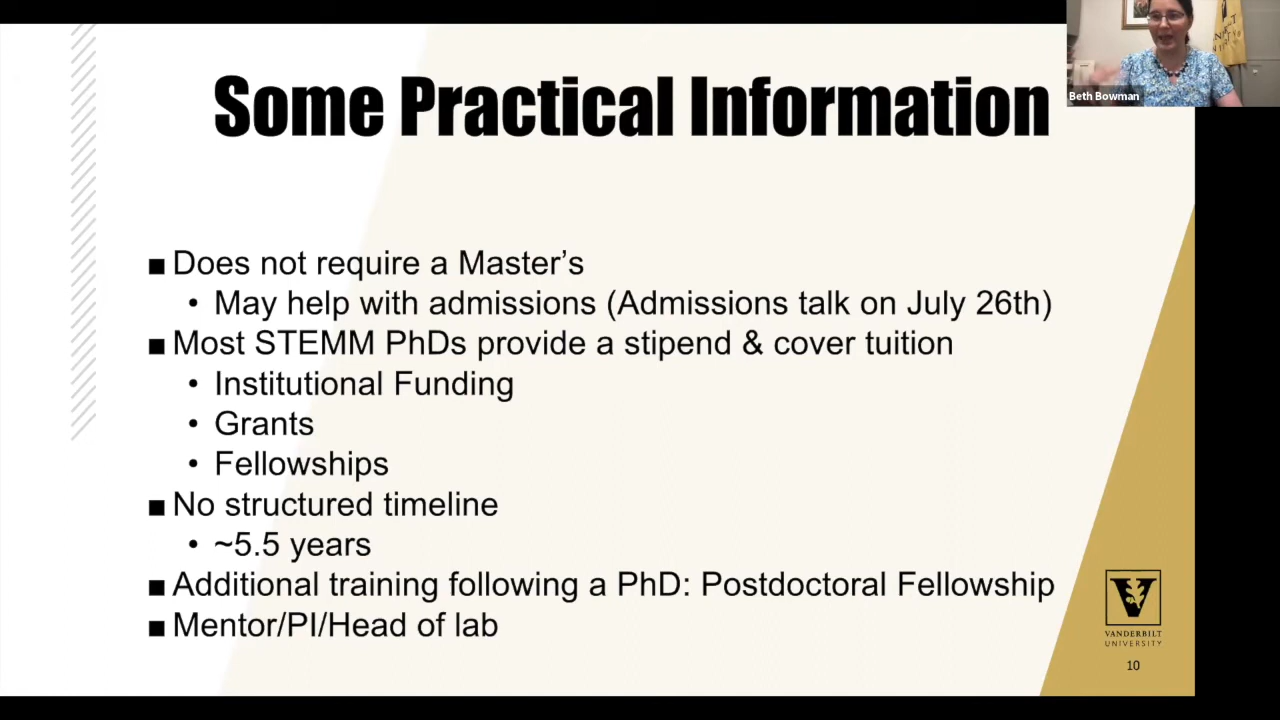 Some Practical Information
Beth Bowman
■ Does not require a Master's
• May help with admissions (Admissions talk on July 26th)
■ Most STEMM PhDs provide a stipend & cover tuition
• Institutional Funding
• Grants
• Fellowships
■ No structured timeline
• ~5.5 years
■ Additional training following a PhD: Postdoctoral Fellowship
■ Mentor/PI/Head of lab
V
VANDERBILT
UNIVERSITY
10